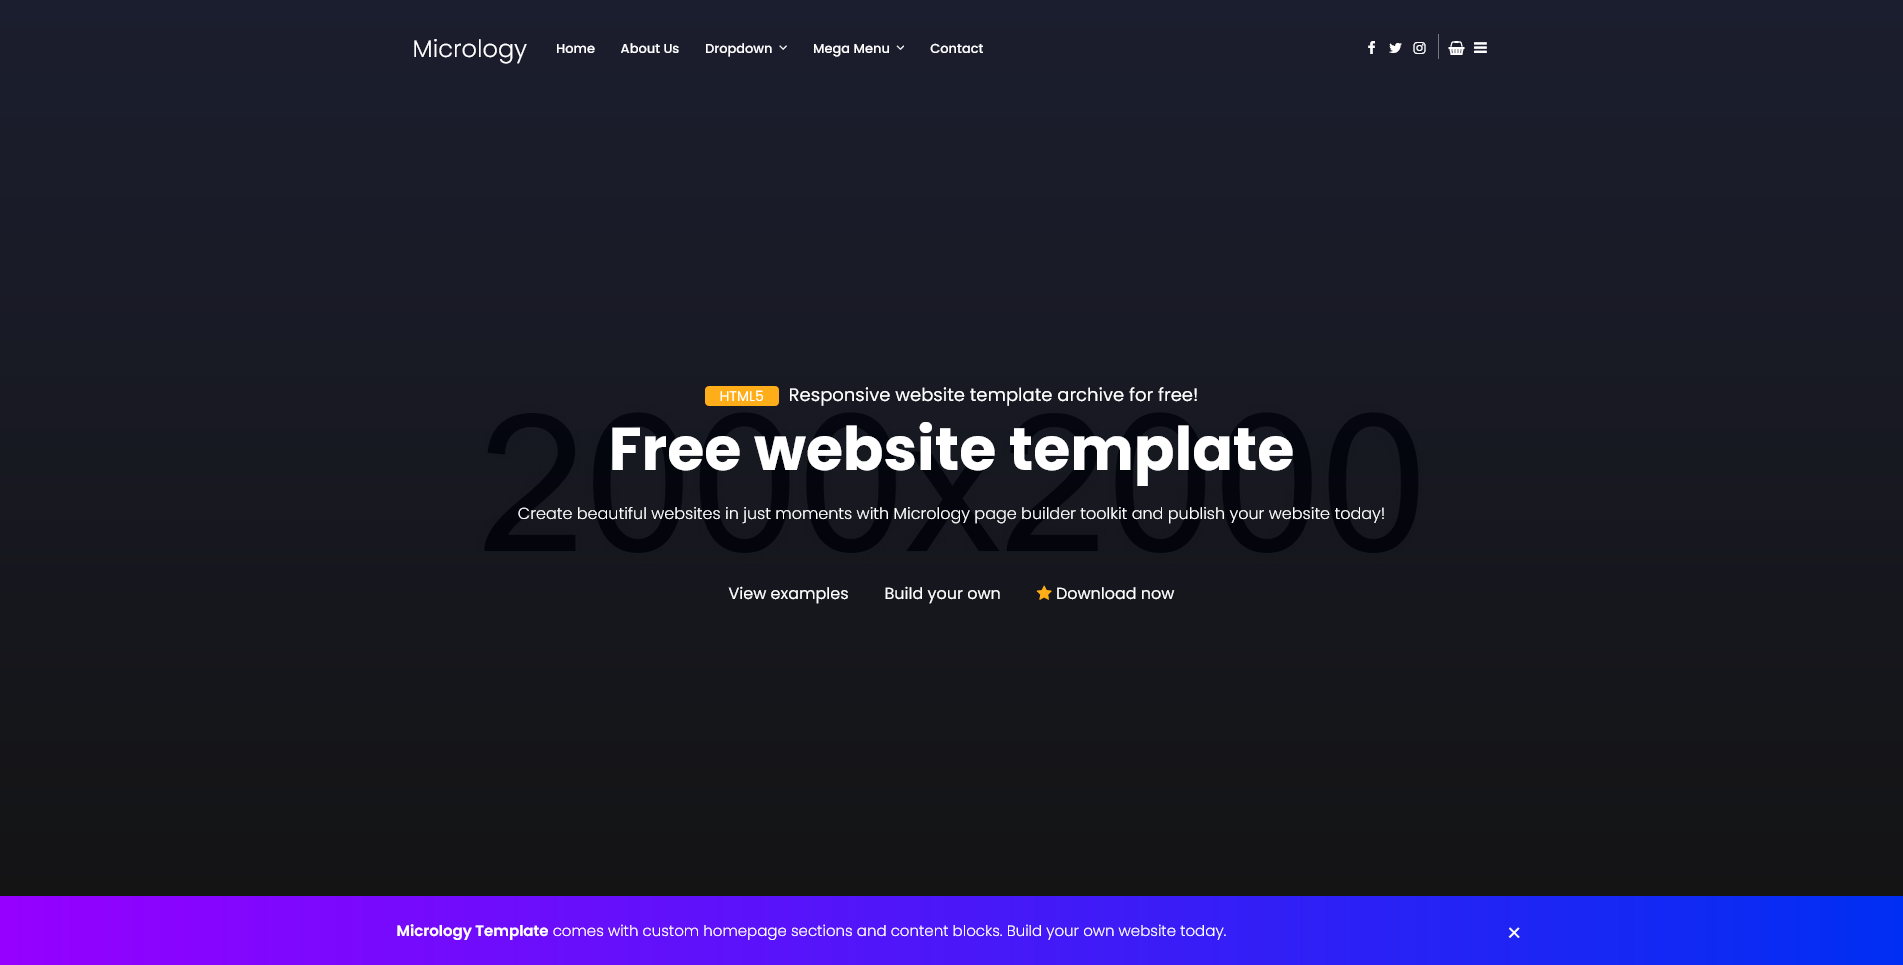 Micrology Home About Us Dropdown Mega Menu Contact
HTML5 Responsive website template archive for free!
2000x2000
Free website template
Create beautiful websites in just moments with Micrology page builder toolkit and publish your website today!
View examples Build your own Download now
Micrology Template comes with custom homepage sections and content blocks. Build your own website today.